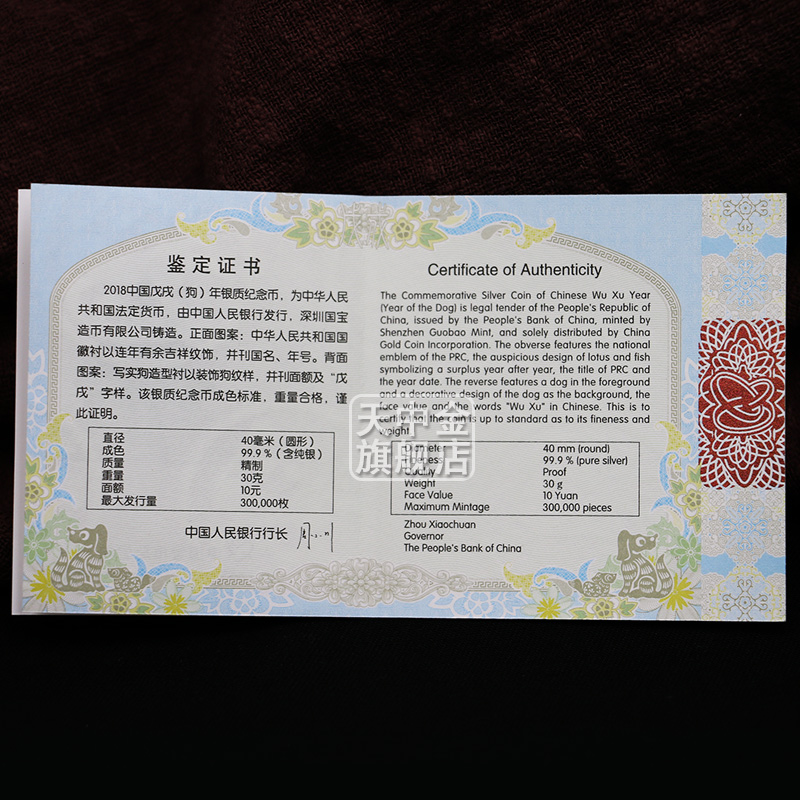 鉴定证书
2018中国戊戌（狗）年银质纪念币，为中华人民
共和国法定货币，由中国人民银行发行，深圳国宝
造币有限公司铸造。正面图案：中华人民共和国国
徽衬以连年有余吉祥纹饰，并刊国名、年号。背面
图案：写实狗造型衬以装饰狗纹样，并刊面额及“戊
戌”字样。该银质纪念币成色标准，重量合格，谨
此证明。
直径 40毫米（圆形）
成色 99.9%（含纯银）
质量 精制
重量 30克
面额 10元
最大发行量 300,000枚
中国人民银行行长
Certificate of Authenticity
The Commemorative Silver Coin of Chinese Wu Xu Year
(Year of the Dog) is legal tender of the People's Republic of
China, issued by the People's Bank of China, minted by
Shenzhen Guobao Mint, and solely distributed by China
Gold Coin Incorporation. The obverse features the national
emblem of the PRC, the auspicious design of lotus and fish
symbolizing a surplus year after year, the title of PRC and
the year date. The reverse features a dog in the foreground
and a decorative design of the dog as the background, the
face value and the words "Wu Xu" in Chinese. This is to
certifying the coin is up to standard as to its fineness and
weight.
Diameter 40 mm (round)
Fineness 99.9 % (pure silver)
Quality Proof
Weight 30 g
Face Value 10 Yuan
Maximum Mintage 300,000 pieces
Zhou Xiaochuan
Governor
The People's Bank of China
天中金
旗舰店